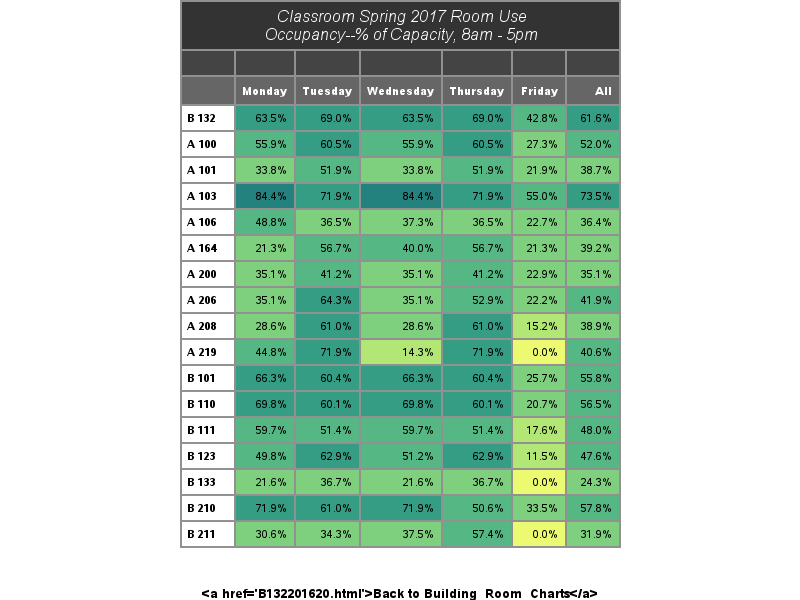 Classroom Spring 2017 Room Use
Occupancy--% of Capacity, 8am - 5pm
Monday Tuesday Wednesday Thursday Friday All
B 132 63.5% 69.0% 63.5% 69.0% 42.8% 61.6%
A 100 55.9% 60.5% 55.9% 60.5% 27.3% 52.0%
A 101 33.8% 51.9% 33.8% 51.9% 21.9% 38.7%
A 103 84.4% 71.9% 84.4% 71.9% 55.0% 73.5%
A 106 48.8% 36.5% 37.3% 36.5% 22.7% 36.4%
A 164 21.3% 56.7% 40.0% 56.7% 21.3% 39.2%
A 200 35.1% 41.2% 35.1% 41.2% 22.9% 35.1%
A 206 35.1% 64.3% 35.1% 52.9% 22.2% 41.9%
A 208 28.6% 61.0% 28.6% 61.0% 15.2% 38.9%
A 219 44.8% 71.9% 14.3% 71.9% 0.0% 40.6%
B 101 66.3% 60.4% 66.3% 60.4% 25.7% 55.8%
B 110 69.8% 60.1% 69.8% 60.1% 20.7% 56.5%
B 111 59.7% 51.4% 59.7% 51.4% 17.6% 48.0%
B 123 49.8% 62.9% 51.2% 62.9% 11.5% 47.6%
B 133 21.6% 36.7% 21.6% 36.7% 0.0% 24.3%
B 210 71.9% 61.0% 71.9% 50.6% 33.5% 57.8%
B 211 30.6% 34.3% 37.5% 57.4% 0.0% 31.9%
<a href='B132201620.html'>Back to Building_Room_Charts</a>